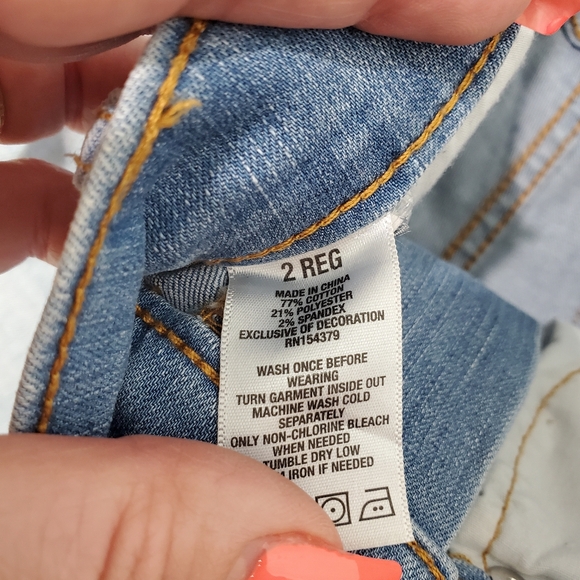 2 REG
MADE IN CHINA
77% COTTON
21% POLYESTER
2% SPANDEX
EXCLUSIVE OF DECORATION
RN154379
WASH ONCE BEFORE
WEARING
TURN GARMENT INSIDE OUT
MACHINE WASH COLD
SEPARATELY
ONLY NON-CHLORINE BLEACH
WHEN NEEDED
TUMBLE DRY LOW
IRON IF NEEDED